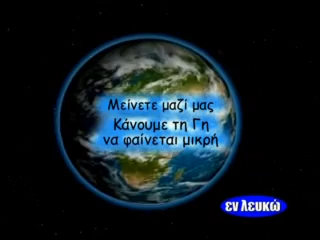 Μείνετε μαζί μας
Κάνουμε τη Γη
να φαίνεται μικρή
εν λευκώ